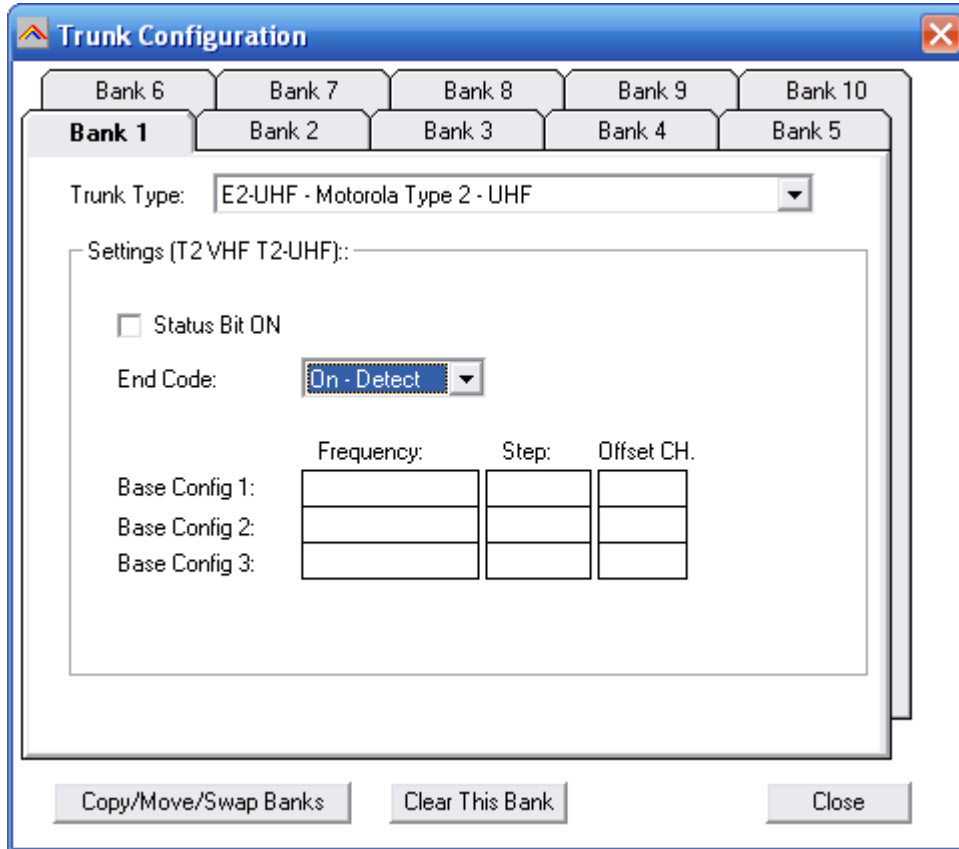 Trunk Configuration
Bank 6 Bank 7 Bank 8 Bank 9 Bank 10
Bank 1 Bank 2 Bank 3 Bank 4 Bank 5
Trunk Type: E2-UHF - Motorola Type 2 - UHF
Settings (T2 VHF T2-UHF)::
Status Bit ON
End Code: On - Detect
Frequency: Step: Offset CH.
Base Config 1:
Base Config 2:
Base Config 3:
Copy/Move/Swap Banks Clear This Bank Close